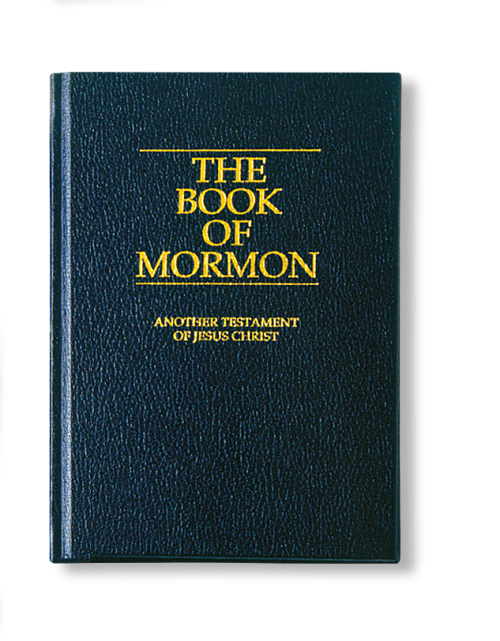 THE
BOOK
OF
MORMON
ANOTHER TESTAMENT
OF JESUS CHRIST